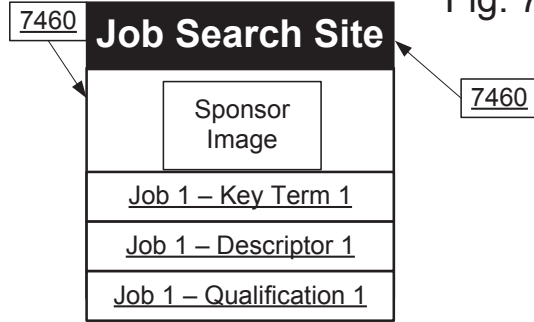 Fig. 7
7460
Job Search Site
7460
Sponsor
Image
Job 1 – Key Term 1
Job 1 – Descriptor 1
Job 1 – Qualification 1